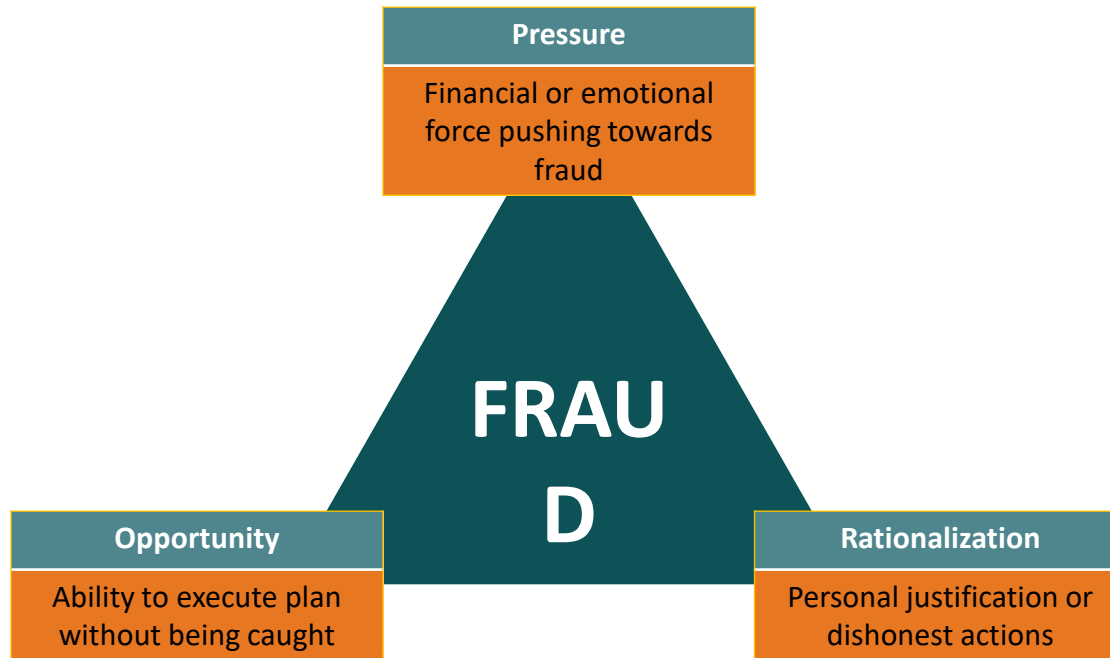 Pressure
Financial or emotional
force pushing towards
fraud
FRAU
D
Opportunity
Ability to execute plan
without being caught
Rationalization
Personal justification or
dishonest actions